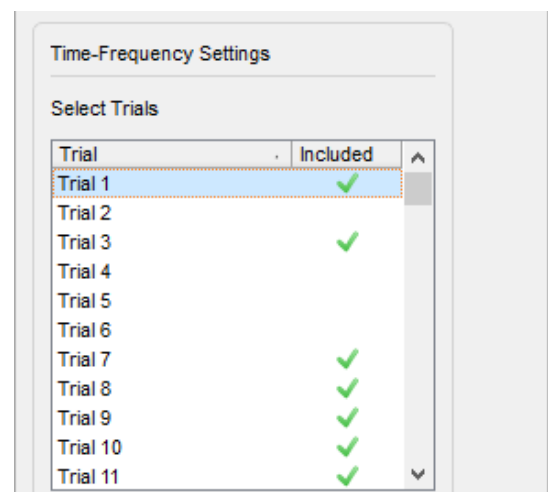 Time-Frequency Settings
Select Trials
Trial Included
Trial 1
Trial 2
Trial 3
Trial 4
Trial 5
Trial 6
Trial 7
Trial 8
Trial 9
Trial 10
Trial 11